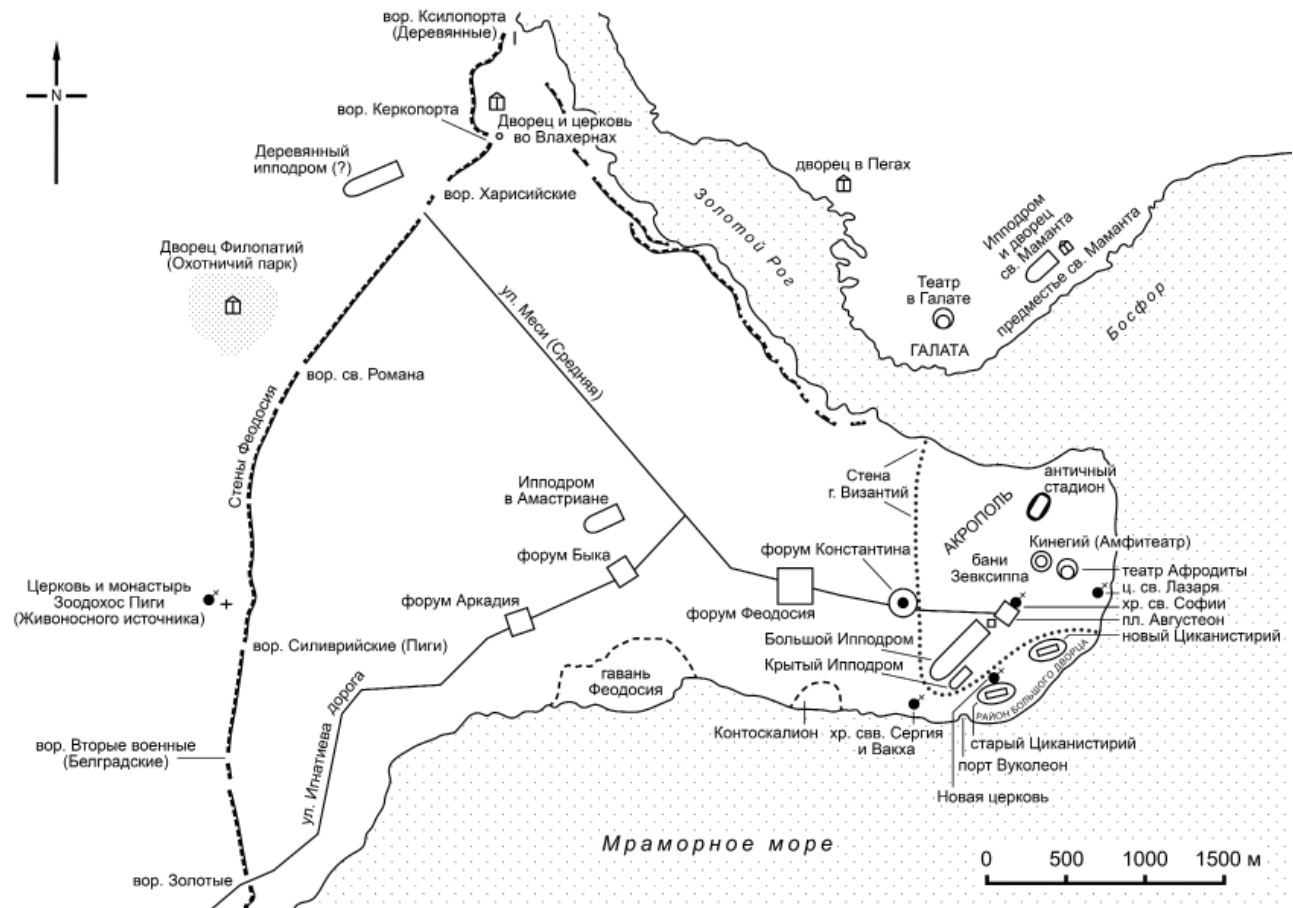 вор. Ксилопорта
(Деревянные)
N
вор. Керкопорта
Дворец и церковь
во Влахернах
Деревянный
ипподром (?)
вор. Харисийские
дворец в Пегах
Золотой Рог
Ипподром
и дворец
св. Маманта
предместье св. Маманта
Босфор
Дворец Филопатий
(Охотничий парк)
Театр
в Галате
ГАЛАТА
ул. Меси (Средняя)
вор. св. Романа
Стены Феодосия
Стена
г. Византий
АКРОПОЛЬ
античный
стадион
Ипподром
в Амастриане
форум Быка
форум Константина
Кинегий (Амфитеатр)
бани
Зевксиппа
театр Афродиты
ц. св. Лазаря
хр. св. Софии
пл. Августеон
новый Циканистирий
Церковь и монастырь
Зоодохос Пиги
(Живоносного источника)
форум Аркадия
форум Феодосия
вор. Силиврийские (Пиги)
Большой Ипподром
Крытый Ипподром
гавань
Феодосия
РАЙОН БОЛЬШОГО ДВОРЦА
Контоскалион
хр. свв. Сергия
и Вакха
старый Циканистирий
порт Вуколеон
Новая церковь
вор. Вторые военные
(Белградские)
ул. Игнатиева дорога
Мраморное море
вор. Золотые
0 500 1000 1500 м